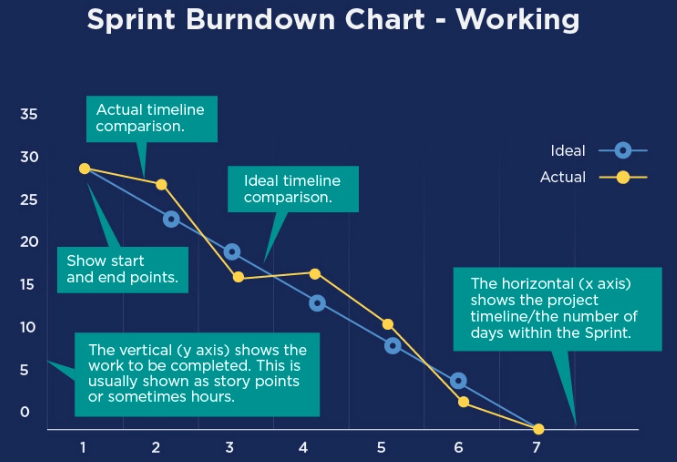 Sprint Burndown Chart - Working
35
Actual timeline
comparison.
30
Ideal
Actual
25
Ideal timeline
comparison.
20
Show start
and end points.
15
The horizontal (x axis)
shows the project
timeline/the number of
days within the Sprint.
10
The vertical (y axis) shows the
work to be completed. This is
usually shown as story points
or sometimes hours.
5
0
1 2 3 4 5 6 7